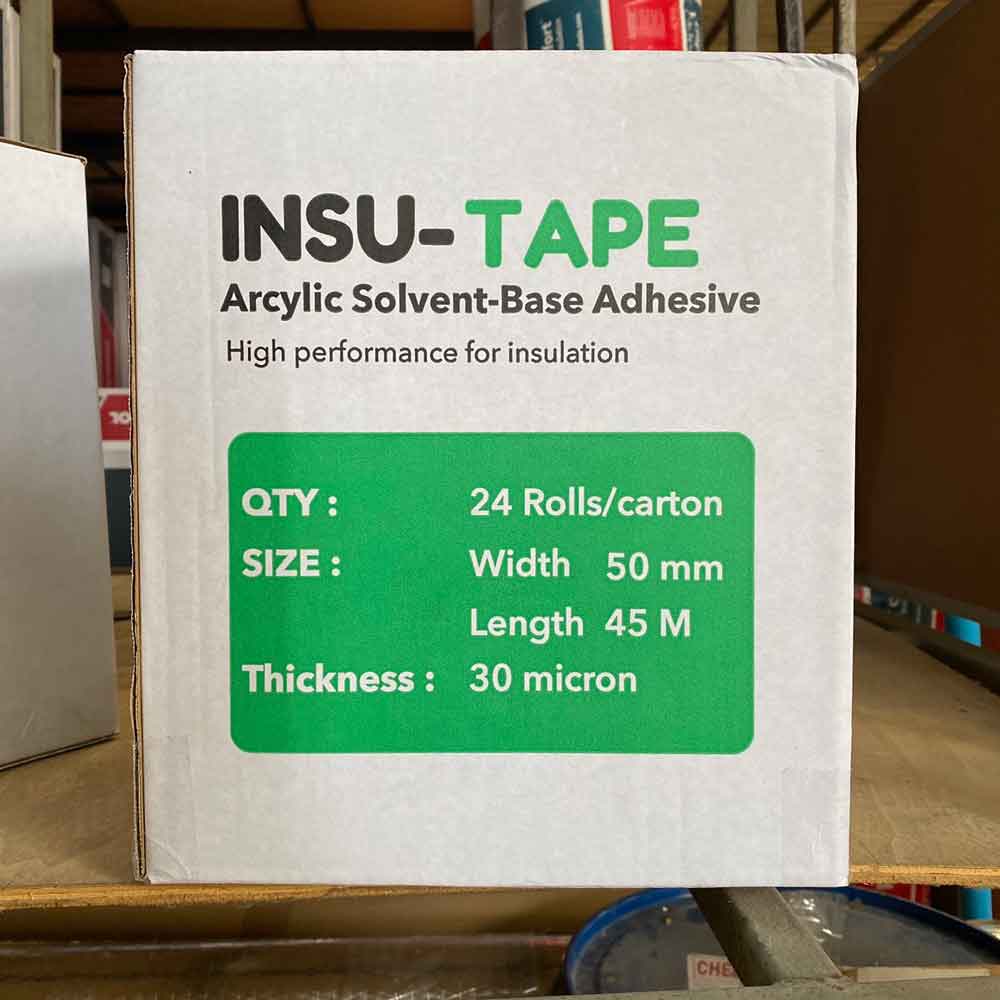 INSU-TAPE
Arcylic Solvent-Base Adhesive
High performance for insulation
QTY : 24 Rolls/carton
SIZE : Width 50 mm
Length 45 M
Thickness : 30 micron